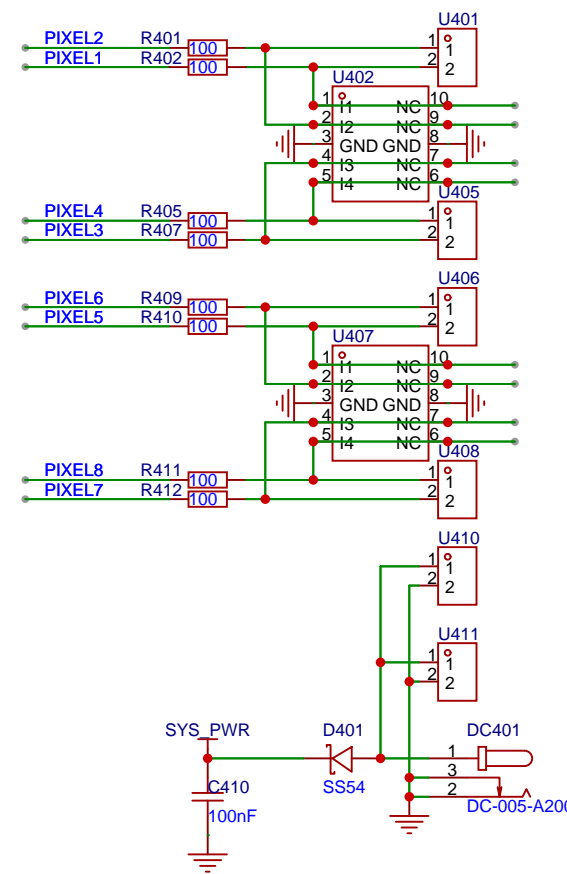 U401
PIXEL2 R401 100 1 1
PIXEL1 R402 100 2 2
U402
1 I1 NC 10
2 I2 NC 9
3 GND GND 8
4 I3 NC 7
5 I4 NC 6
U405
PIXEL4 R405 100 1 1
PIXEL3 R407 100 2 2
U406
PIXEL6 R409 100 1 1
PIXEL5 R410 100 2 2
U407
1 I1 NC 10
2 I2 NC 9
3 GND GND 8
4 I3 NC 7
5 I4 NC 6
U408
PIXEL8 R411 100 1 1
PIXEL7 R412 100 2 2
U410
1 1
2 2
U411
1 1
2 2
SYS_PWR D401 DC401
1
3
SS54 2
C410 DC-005-A200
100nF